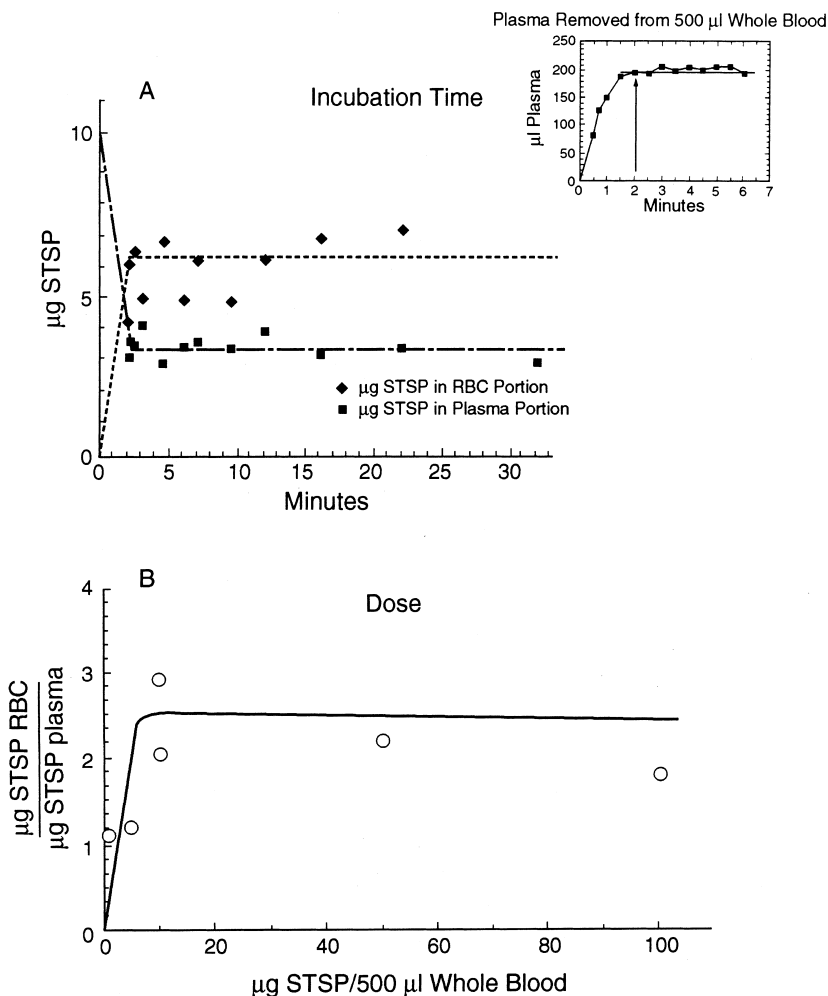 Plasma Removed from 500 µl Whole Blood
250
200
150
100
50
0
µl Plasma
0 1 2 3 4 5 6 7
Minutes
A
Incubation Time
10
5
0
µg STSP
µg STSP in RBC Portion
µg STSP in Plasma Portion
0 5 10 15 20 25 30
Minutes
B
Dose
4
3
2
1
0
µg STSP RBC
µg STSP plasma
0 20 40 60 80 100
µg STSP/500 µl Whole Blood